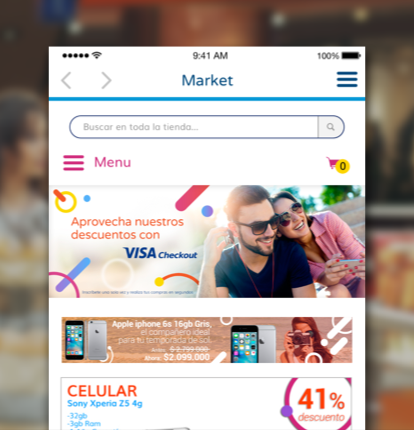 9:41 AM
100%
Market
Buscar en toda la tienda...
Menu
0
Aprovecha nuestros
descuentos con
VISA Checkout
Apple iphone 6s 16gb Gris,
el compañero ideal
para tu temporada de sol.
Antes: $ 2.799.900
Ahora: $2.099.000
CELULAR
Sony Xperia Z5 4g
-32gb
-3gb Ram
41%
descuento